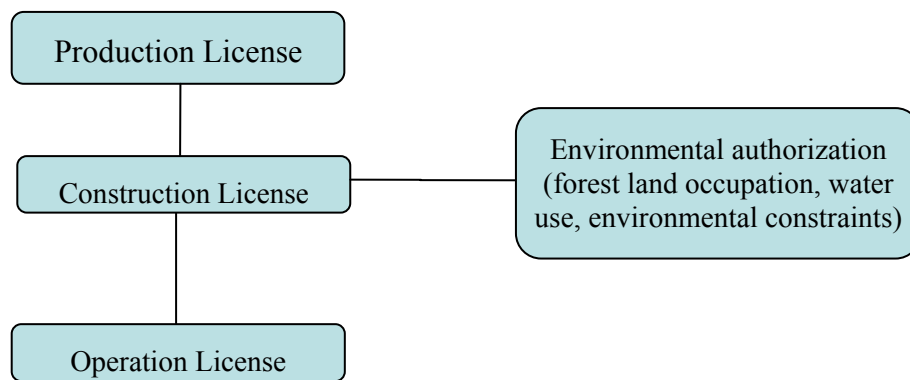 Production License
Construction License
Environmental authorization
(forest land occupation, water
use, environmental constraints)
Operation License